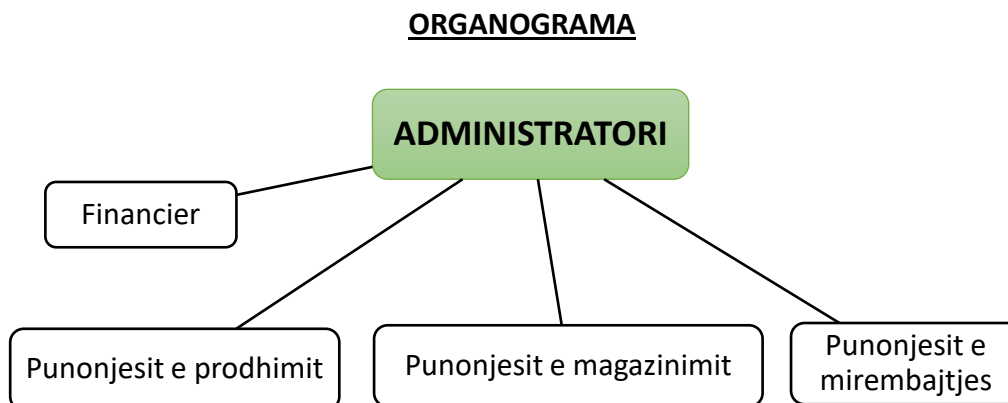 ORGANOGRAMA
ADMINISTRATORI
Financier
Punonjesit e prodhimit
Punonjesit e magazinimit
Punonjesit e
mirembajtjes